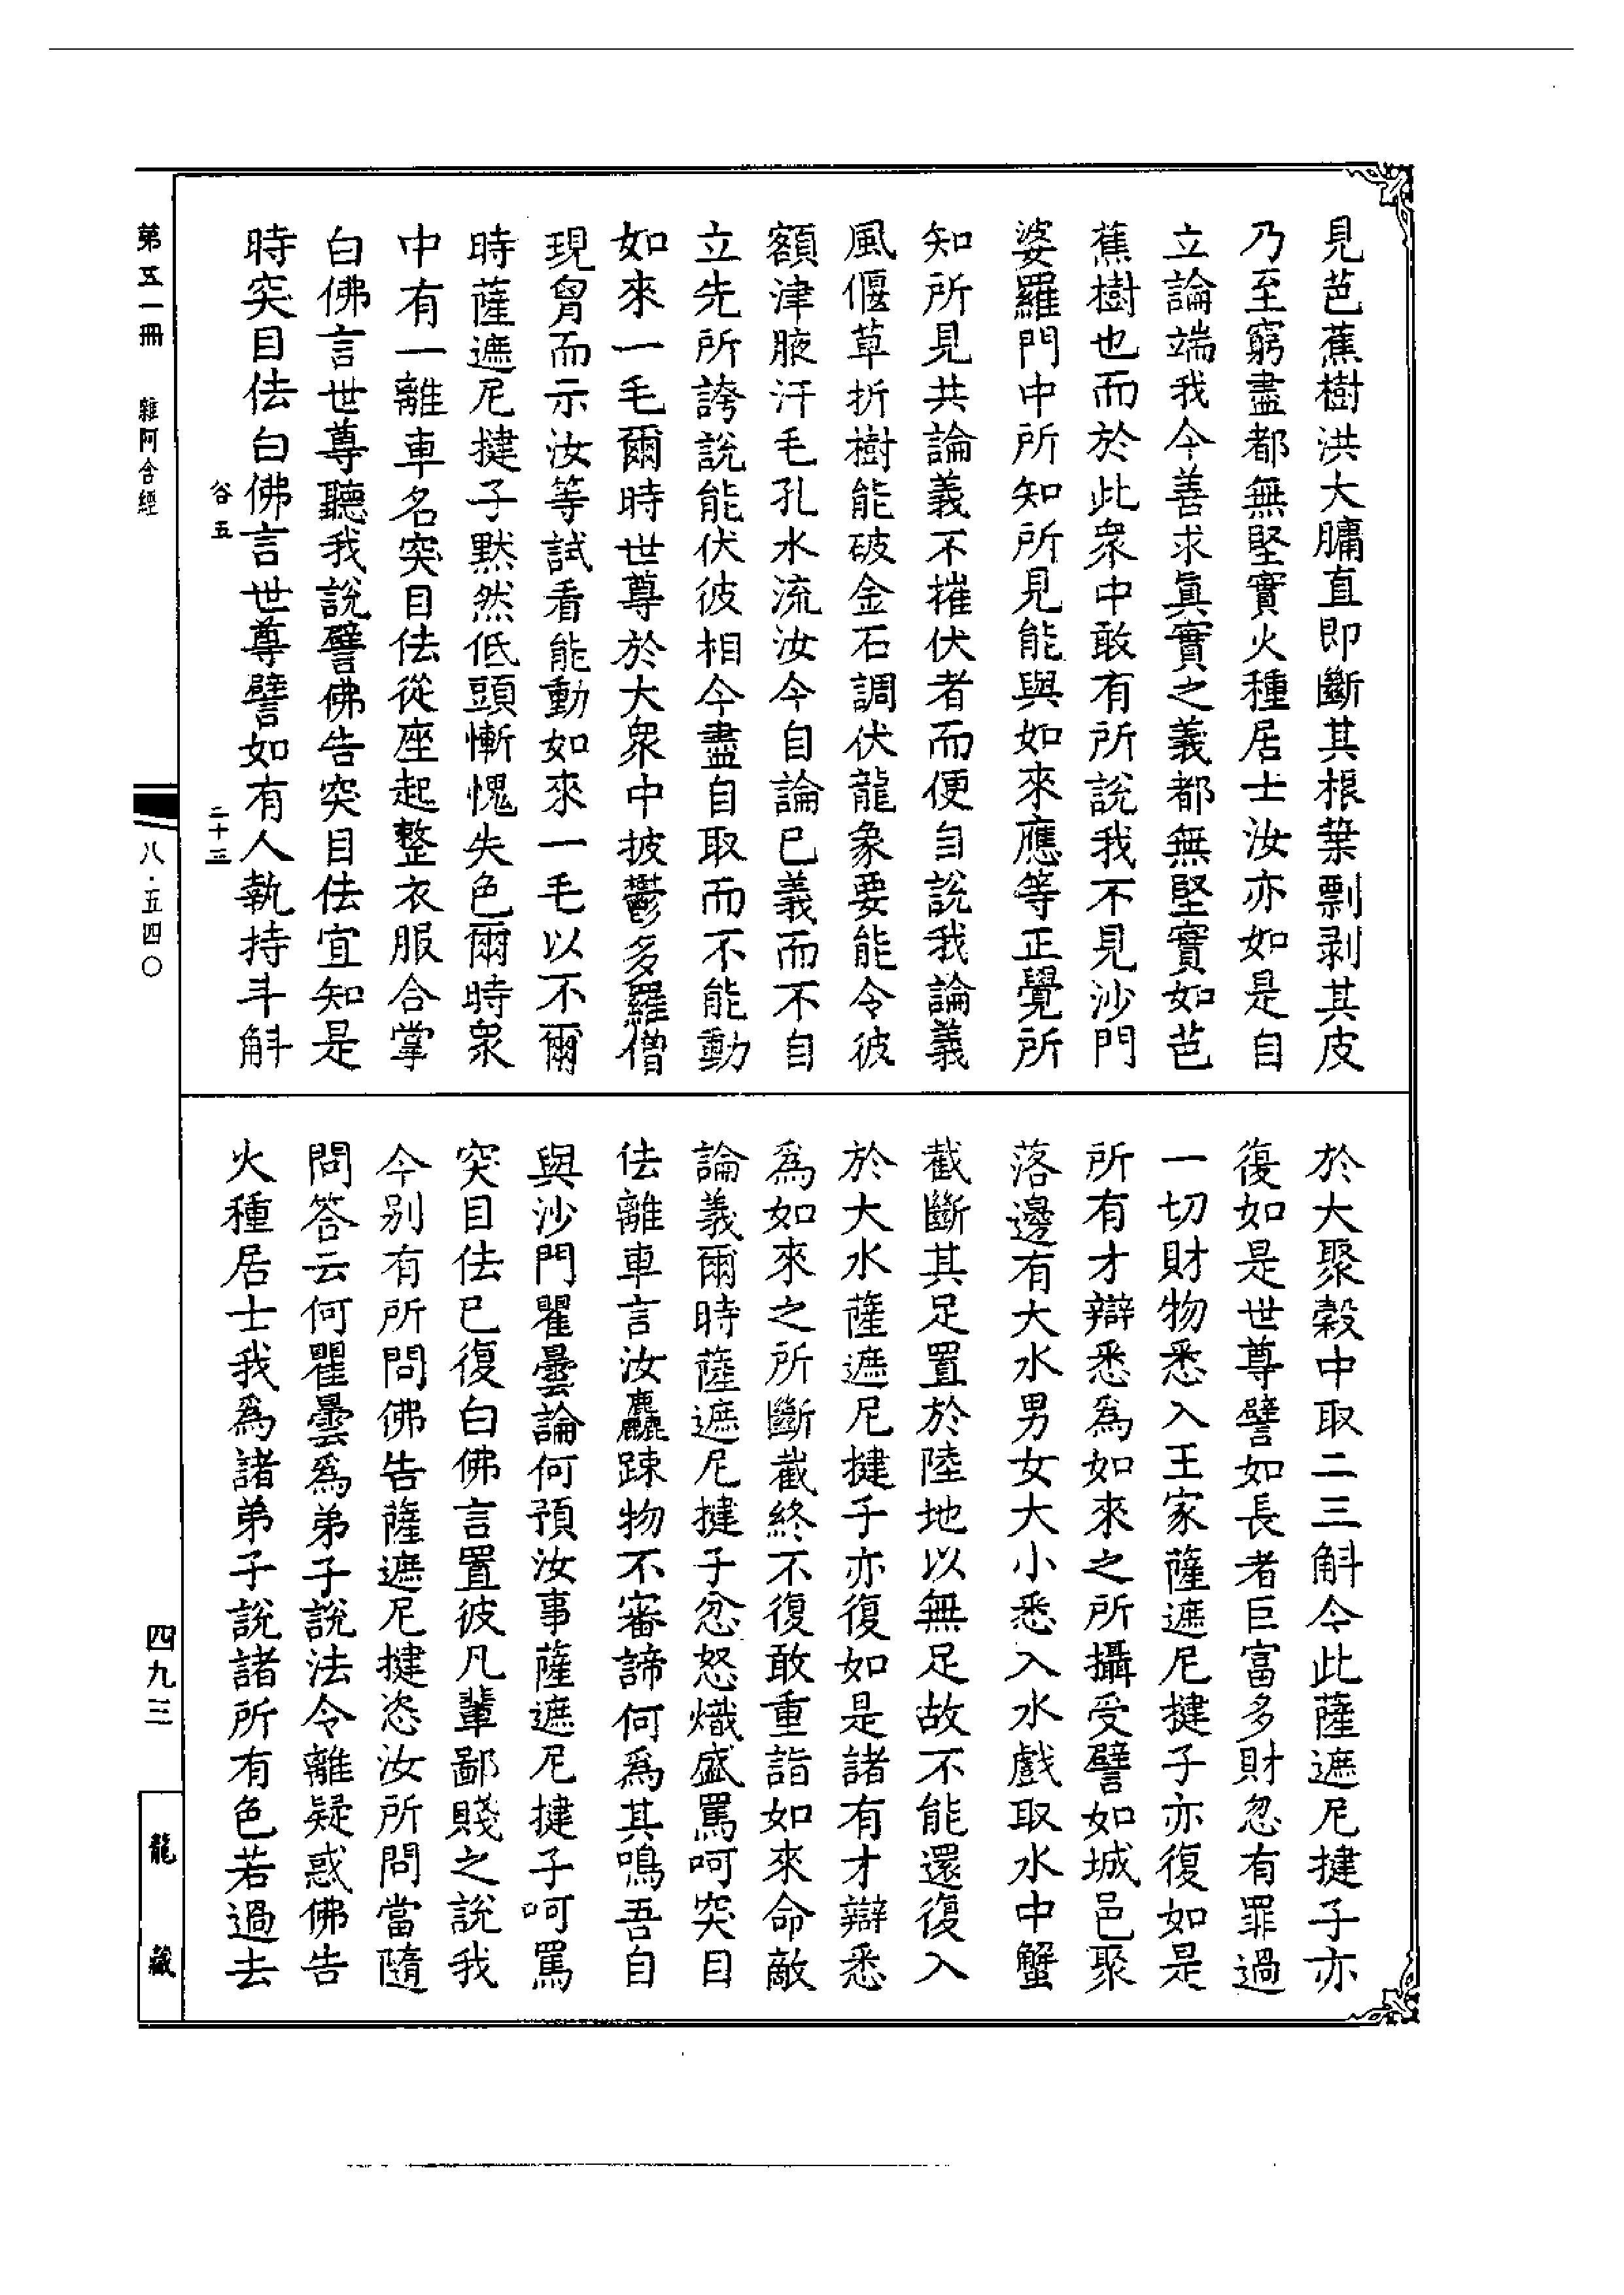 見芭蕉樹洪大𦟛直即斷其根葉剽剥其皮
乃至窮盡都無堅實火種居士汝亦如是自
立論端我今善求眞實之義都無堅實如芭
蕉樹也而於此衆中敢有所說我不見沙門
婆羅門中所知所見能與如來應等正覺所
知所見共論義不摧伏者而便自說我論義
風偃草折樹能破金石調伏龍象要能令彼
額津腋汗毛孔水流汝今自論已義而不自
立先所誇說能伏彼相今盡自取而不能動
如來一毛爾時世尊於大衆中披鬱多羅僧
現胷而示汝等試看能動如來一毛以不爾
時薩遮尼揵子默然低頭慚愧失色爾時衆
中有一離車名突目佉從座起整衣服合掌
白佛言世尊聽我說譬佛告突目佉宜知是
時突目佉白佛言世尊譬如有人執持斗斛
於大聚穀中取二三斛今此薩遮尼揵子亦
復如是世尊譬如長者巨富多財忽有罪過
一切財物悉入王家薩遮尼揵子亦復如是
所有才辯悉爲如來之所攝受譬如城邑聚
落邊有大水男女大小悉入水戲取水中蟹
截斷其足置於陸地以無足故不能還復入
於大水薩遮尼揵子亦復如是諸有才辯悉
爲如來之所斷截終不復敢重詣如來命敵
論義爾時薩遮尼揵子忿怒熾盛罵呵突目
佉離車言汝麤踈物不審諦何爲其鳴吾自
與沙門瞿曇論何預汝事薩遮尼揵子呵罵
突目佉已復白佛言置彼凡輩鄙賤之說我
今别有所問佛告薩遮尼揵恣汝所問當隨
問答云何瞿曇爲弟子說法令離疑惑佛告
火種居士我爲諸弟子說諸所有色若過去
谷五
二十三
第五一冊
雜阿含經
八·五四〇
四九三
龍藏